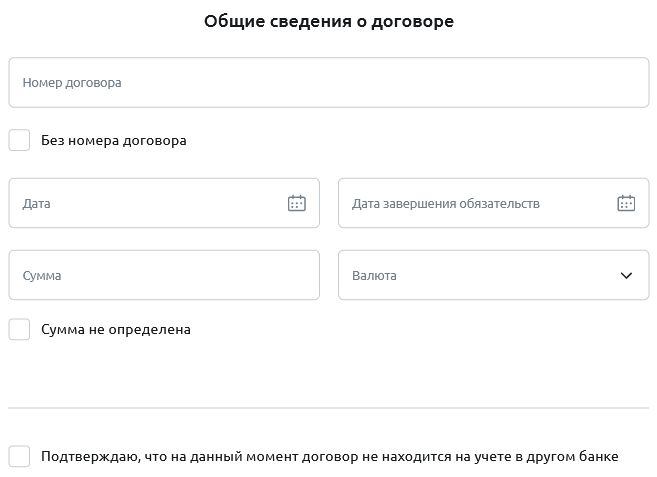 Общие сведения о договоре
Номер договора
Без номера договора
Дата
Дата завершения обязательств
Сумма
Валюта
Сумма не определена
Подтверждаю, что на данный момент договор не находится на учете в другом банке